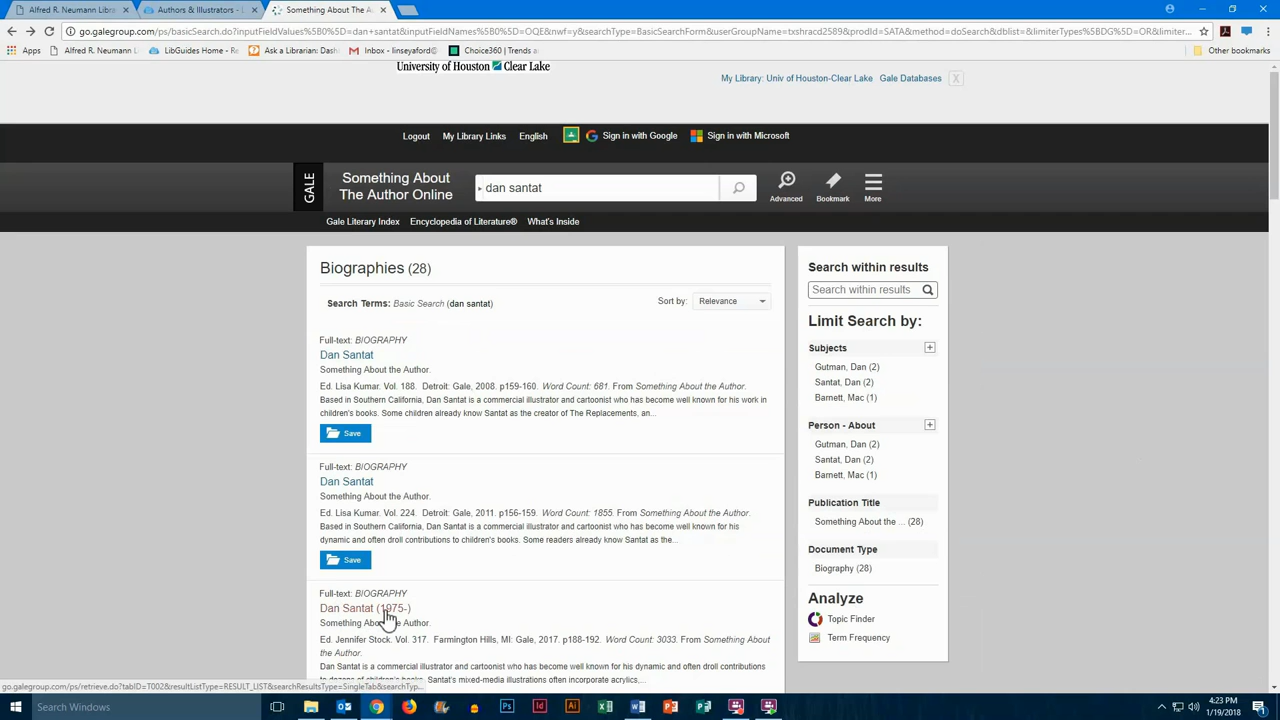 Alfred R. Neumann Libra
Authors & Illustrators - L
Something About The A
go.galegroup.com/ps/basicSearch.do?inputFieldValues%5B0%5D=dan+santat&inputFieldNames%5B0%5D=OQE&nwf=y&searchType=BasicSearchForm&userGroupName=txshracd2589&prodId=SATA&method=doSearch&dblist=&limiterTypes%5BDG%5D=OR&limiter
Apps Alfred R. Neumann LibGuides Home - R Ask a Librarian: Dash Inbox - linseyaford@ Choice360 | Trends a Other bookmarks
University of Houston Clear Lake
My Library: Univ of Houston-Clear Lake Gale Databases X
Logout My Library Links English Sign in with Google Sign in with Microsoft
GALE
Something About
The Author Online
dan santat
Advanced Bookmark More
Gale Literary Index Encyclopedia of Literature® What's Inside
Biographies (28)
Search Terms: Basic Search (dan santat)
Sort by: Relevance
Full-text: BIOGRAPHY
Dan Santat
Something About the Author.
Ed. Lisa Kumar. Vol. 188. Detroit: Gale, 2008. p159-160. Word Count: 681. From Something About the Author.
Based in Southern California, Dan Santat is a commercial illustrator and cartoonist who has become well known for his work in
children's books. Some children already know Santat as the creator of The Replacements, an...
Save
Full-text: BIOGRAPHY
Dan Santat
Something About the Author.
Ed. Lisa Kumar. Vol. 224. Detroit: Gale, 2011. p156-159. Word Count: 1855. From Something About the Author.
Based in Southern California, Dan Santat is a commercial illustrator and cartoonist who has become well known for his
dynamic and often droll contributions to children's books. Some readers already know Santat as the...
Save
Full-text: BIOGRAPHY
Dan Santat (1975-)
Something About the Author.
Ed. Jennifer Stock. Vol. 317. Farmington Hills, MI: Gale, 2017. p188-192. Word Count: 3033. From Something About
the Author.
Dan Santat is a commercial illustrator and cartoonist who has become well known for his dynamic and often droll contributions
to children's books. Santat's mixed-media illustrations often incorporate acrylics,...
Search within results
Search within results
Limit Search by:
Subjects
Gutman, Dan (2)
Santat, Dan (2)
Barnett, Mac (1)
Person - About
Gutman, Dan (2)
Santat, Dan (2)
Barnett, Mac (1)
Publication Title
Something About the ... (28)
Document Type
Biography (28)
Analyze
Topic Finder
Term Frequency
go.galegroup.com/ps/retrieve.do?tabID=T002&resultListType=RESULT_LIST&searchResultsType=SingleTab&searchTyp...
Search Windows
4:23 PM
1/19/2018